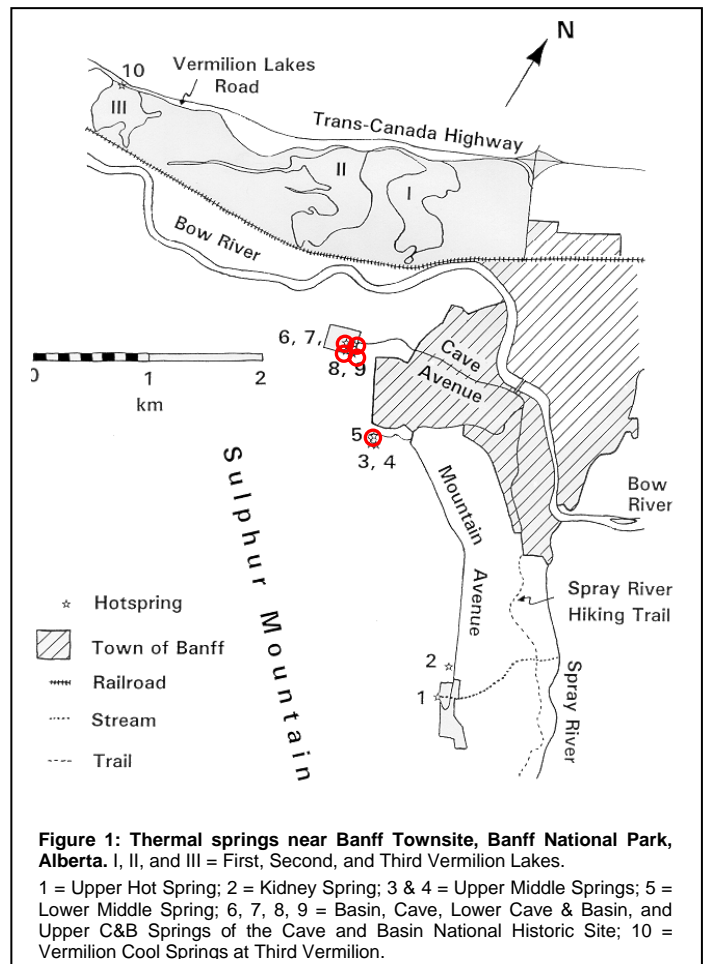 N
10
Vermilion Lakes
Road
III
Trans-Canada Highway
II
I
Bow River
6, 7,
8, 9
Cave
Avenue
0 1 2
km
5
3, 4
Sulphur Mountain
Mountain
Avenue
Bow
River
Spray River
Hiking Trail
Spray River
2
1
Hotspring
Town of Banff
Railroad
Stream
Trail
Figure 1: Thermal springs near Banff Townsite, Banff National Park,
Alberta. I, II, and III = First, Second, and Third Vermilion Lakes.
1 = Upper Hot Spring; 2 = Kidney Spring; 3 & 4 = Upper Middle Springs; 5 =
Lower Middle Spring; 6, 7, 8, 9 = Basin, Cave, Lower Cave & Basin, and
Upper C&B Springs of the Cave and Basin National Historic Site; 10 =
Vermilion Cool Springs at Third Vermilion.